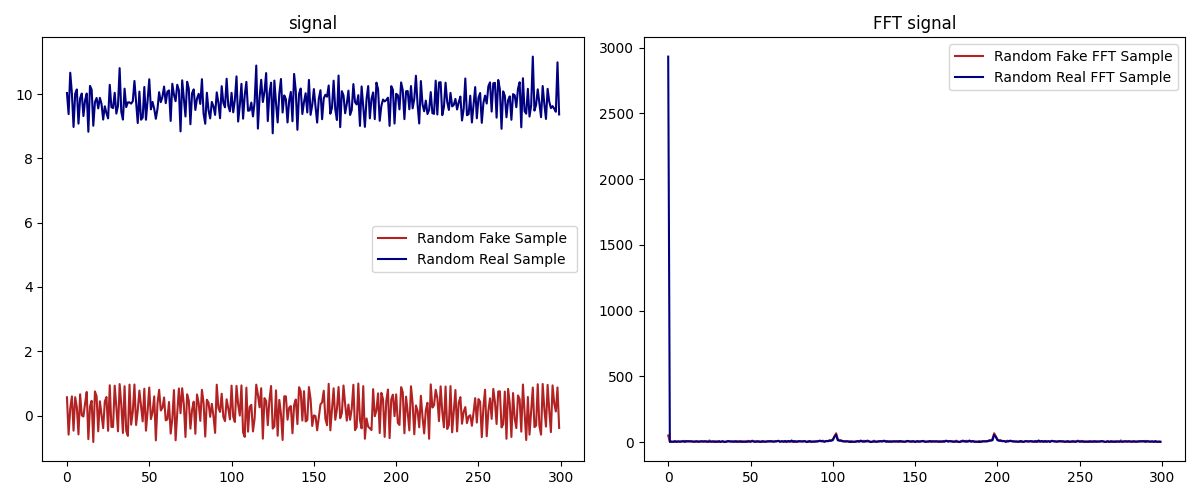 signal
10
8
6
4
2
0
0 50 100 150 200 250 300
Random Fake Sample
Random Real Sample
FFT signal
3000
2500
2000
1500
1000
500
0
0 50 100 150 200 250 300
Random Fake FFT Sample
Random Real FFT Sample